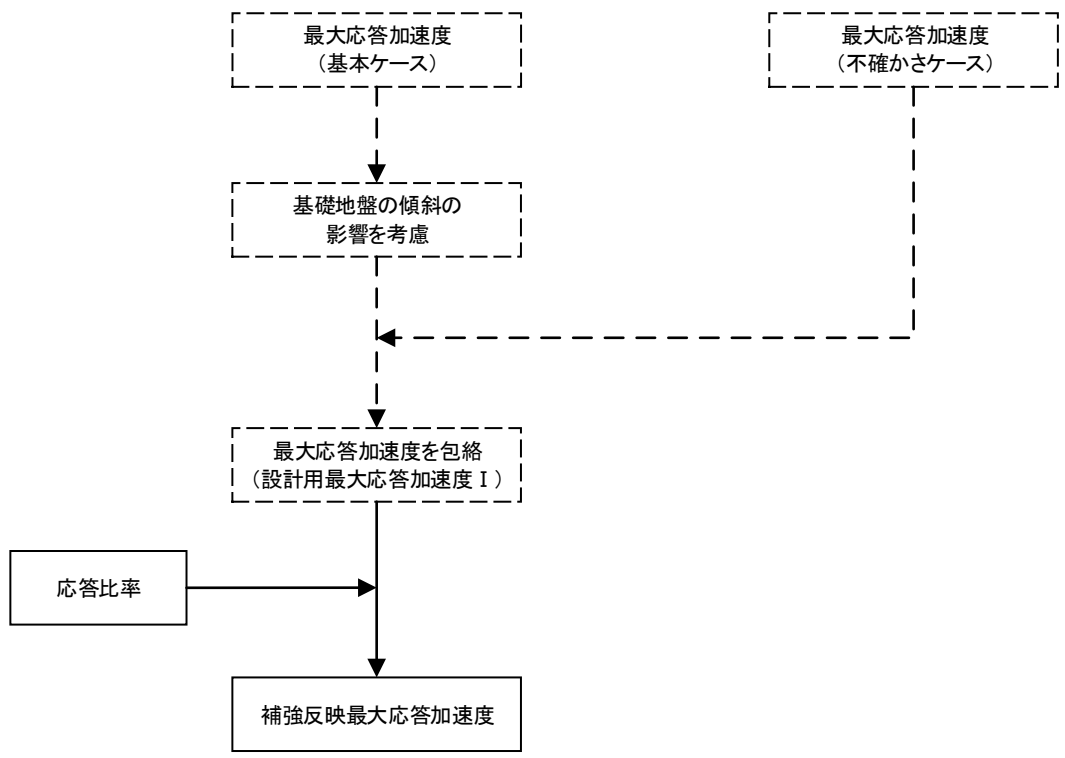 最大応答加速度
（基本ケース）
最大応答加速度
（不確かさケース）
基礎地盤の傾斜の
影響を考慮
最大応答加速度を包絡
（設計用最大応答加速度Ⅰ）
応答比率
補強反映最大応答加速度